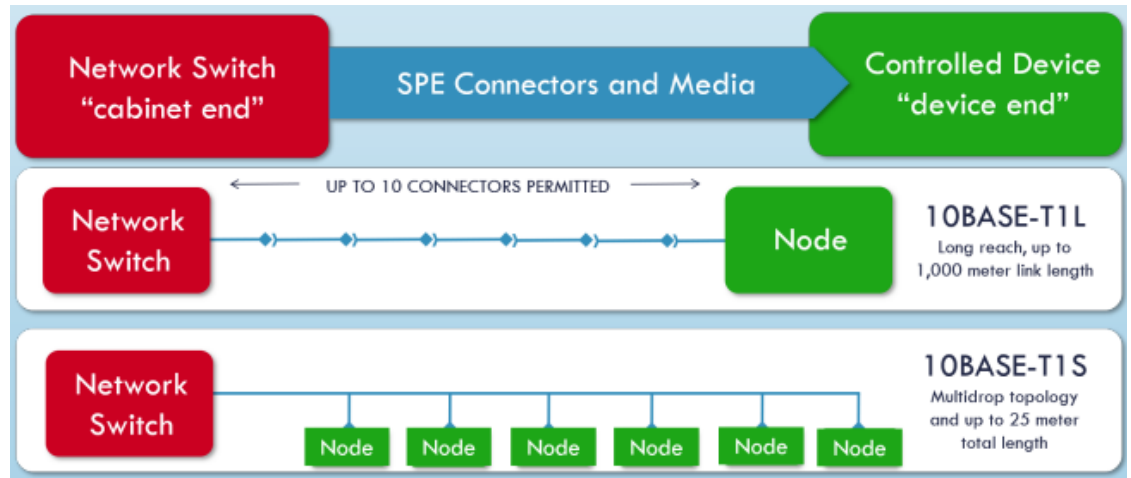 Network Switch
“cabinet end”
SPE Connectors and Media
Controlled Device
“device end”
UP TO 10 CONNECTORS PERMITTED
Network
Switch
Node
10BASE-T1L
Long reach, up to
1,000 meter link length
Network
Switch
Node
Node
Node
Node
Node
Node
10BASE-T1S
Multidrop topology
and up to 25 meter
total length